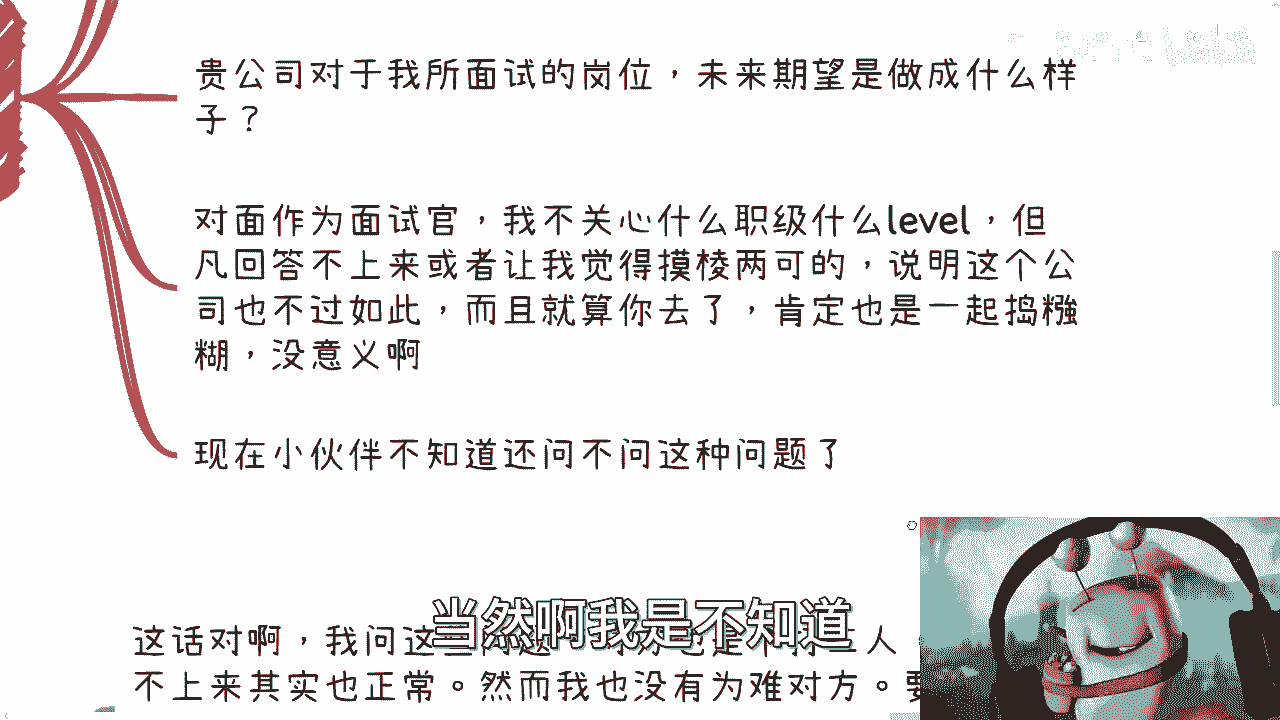 贵公司对于我所面试的岗位，未来期望是做成什么样
子？
对面作为面试官，我不关心什么职级什么level，但
凡回答不上来或者让我觉得摸棱两可的，说明这个公
司也不过如此，而且就算你去了，肯定也是一起捣糨
糊，没意义啊
现在小伙伴不知道还问不问这种问题了
当然啊我是不知道
这话对啊，我问这
人
不上来其实也正常。然而我也没有为难对方。要